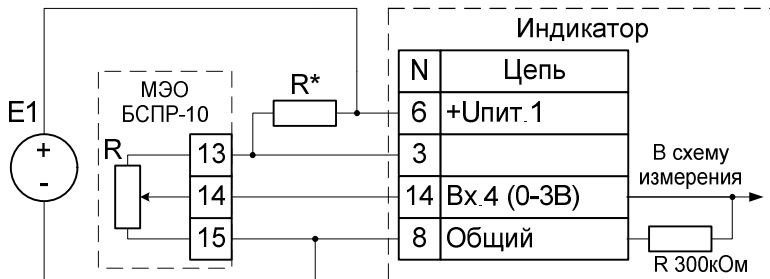 Индикатор
N Цепь
МЭО
БСПР-10
R*
E1
+
-
R
6 +Uпит.1
13
3
14
14 Вх.4 (0-3В)
В схему
измерения
15
8 Общий
R 300кОм